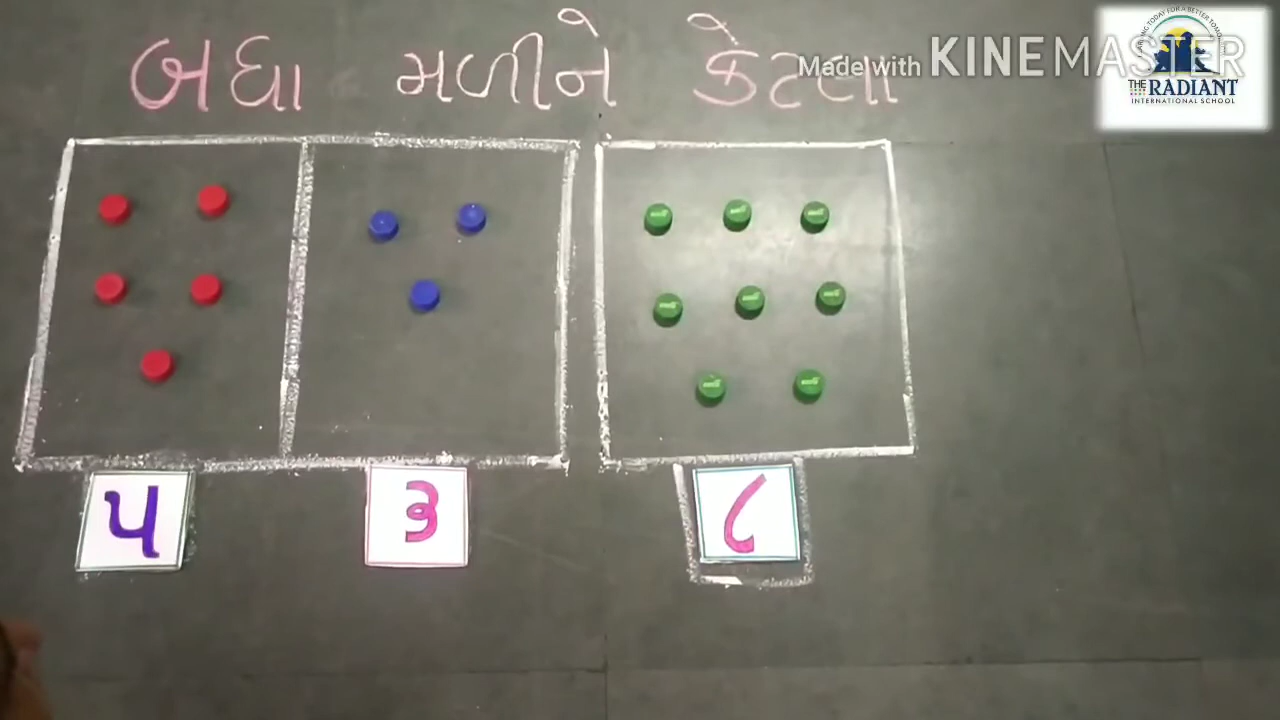 બધા મળીને કેટલા
Made with KINEMASTER
THE RADIANT
INTERNATIONAL SCHOOL
૫ ૩ ૮